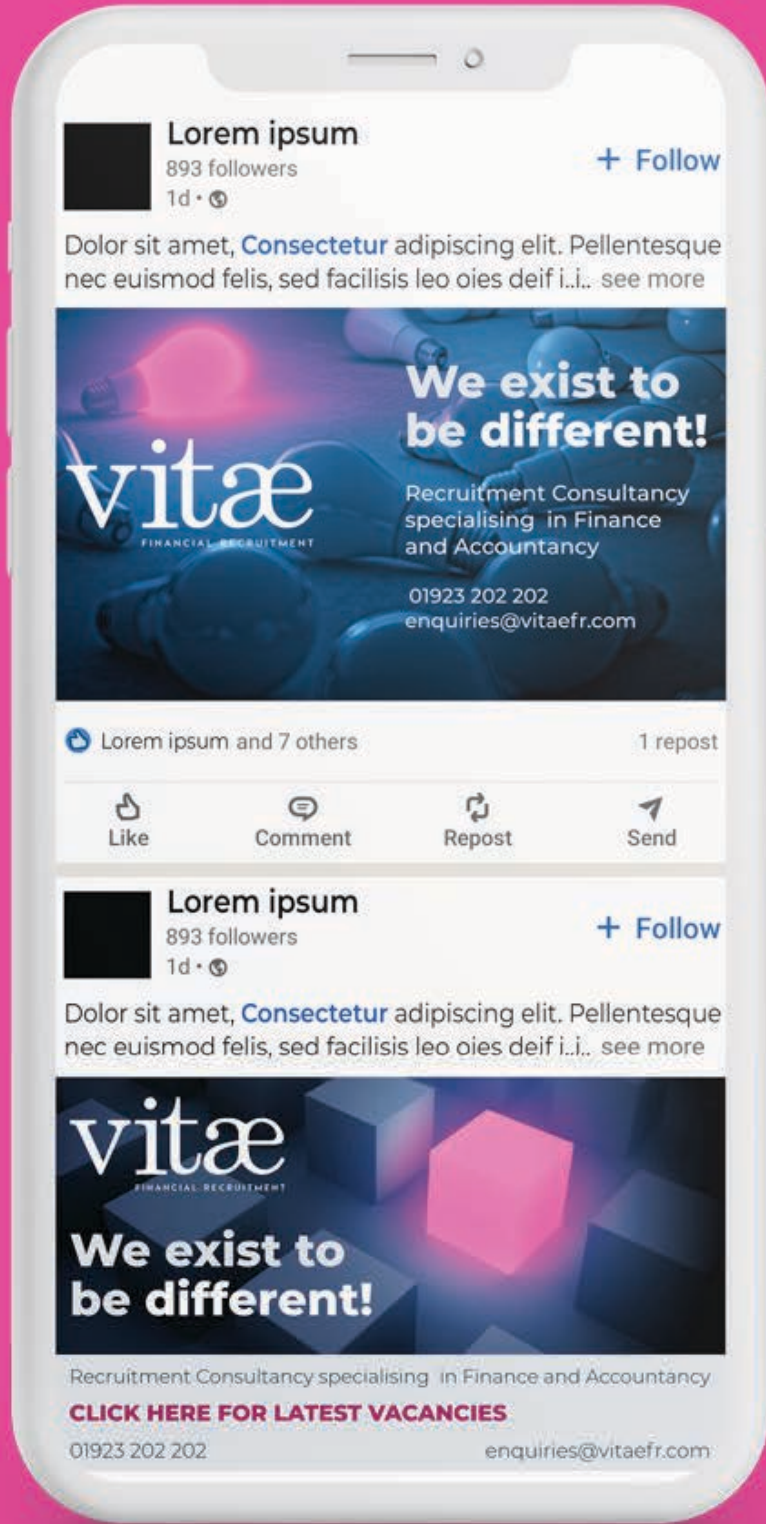 Lorem ipsum
893 followers
+ Follow
1d •
Dolor sit amet, Consectetur adipiscing elit. Pellentesque
nec euismod felis, sed facilisis leo oies deif i..i.. see more
We exist to
be different!
vitæ
FINANCIAL RECRUITMENT
Recruitment Consultancy
specialising in Finance
and Accountancy
01923 202 202
enquiries@vitaefr.com
Lorem ipsum and 7 others
1 repost
Like
Comment
Repost
Send
Lorem ipsum
893 followers
+ Follow
1d •
Dolor sit amet, Consectetur adipiscing elit. Pellentesque
nec euismod felis, sed facilisis leo oies deif i..i.. see more
vitæ
FINANCIAL RECRUITMENT
We exist to
be different!
Recruitment Consultancy specialising in Finance and Accountancy
CLICK HERE FOR LATEST VACANCIES
01923 202 202
enquiries@vitaefr.com